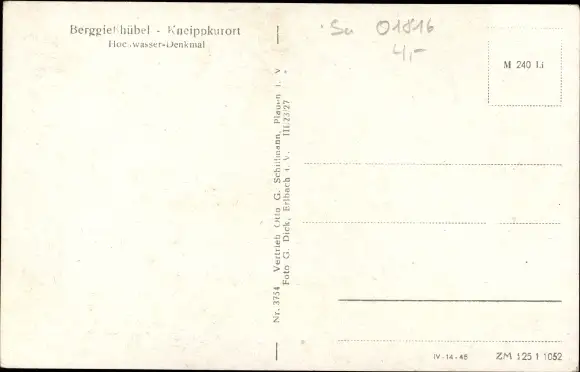 Berggießhübel - Kneippkurort
Hochwasser-Denkmal
Su 01816
4,-
M 240 Li
Nr. 3754 Vertrieb Otto G. Schillmann, Plauen i. V
Foto G. Dick, Erlbach i. V. III/23/27
IV-14-48 ZM 125 1 1052